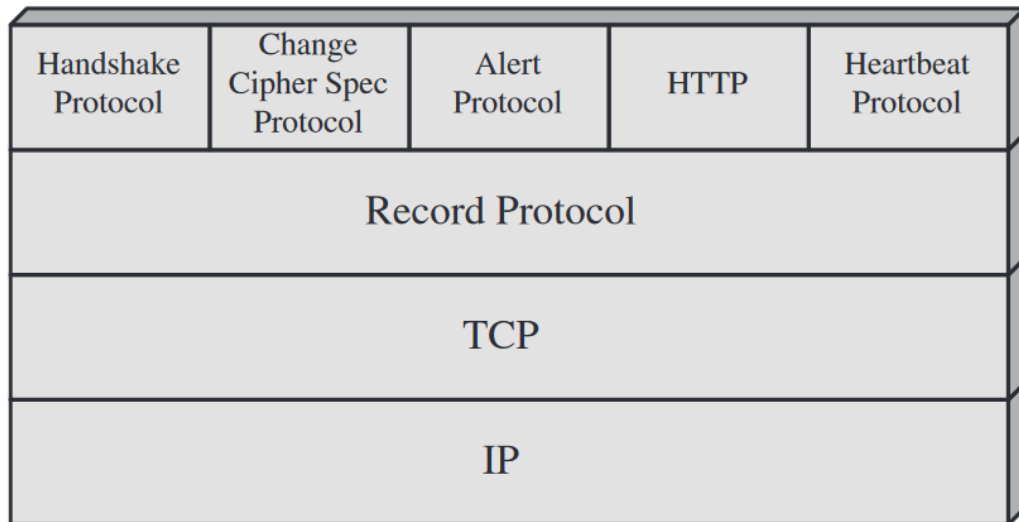 Handshake
Protocol
Change
Cipher Spec
Protocol
Alert
Protocol
HTTP
Heartbeat
Protocol
Record Protocol
TCP
IP